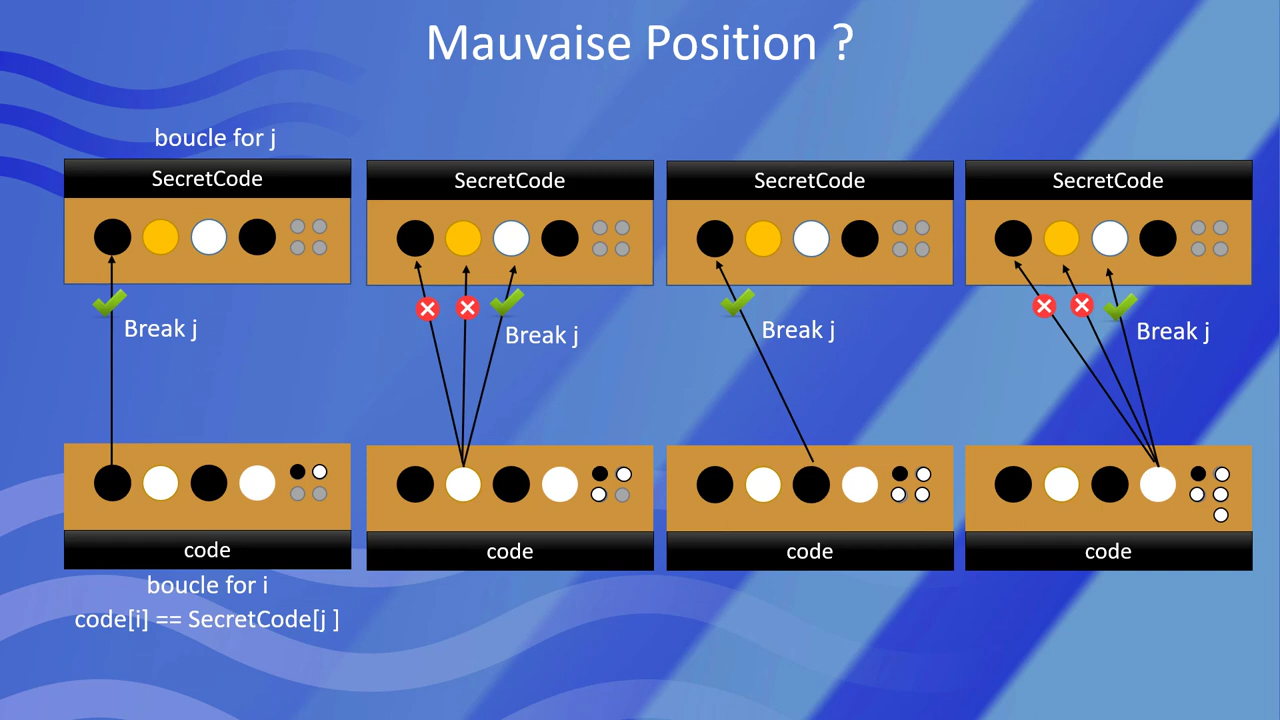 Mauvaise Position ?
boucle for j
SecretCode
SecretCode
SecretCode
SecretCode
Break j
Break j
Break j
Break j
code
code
code
code
boucle for i
code[i] == SecretCode[j ]